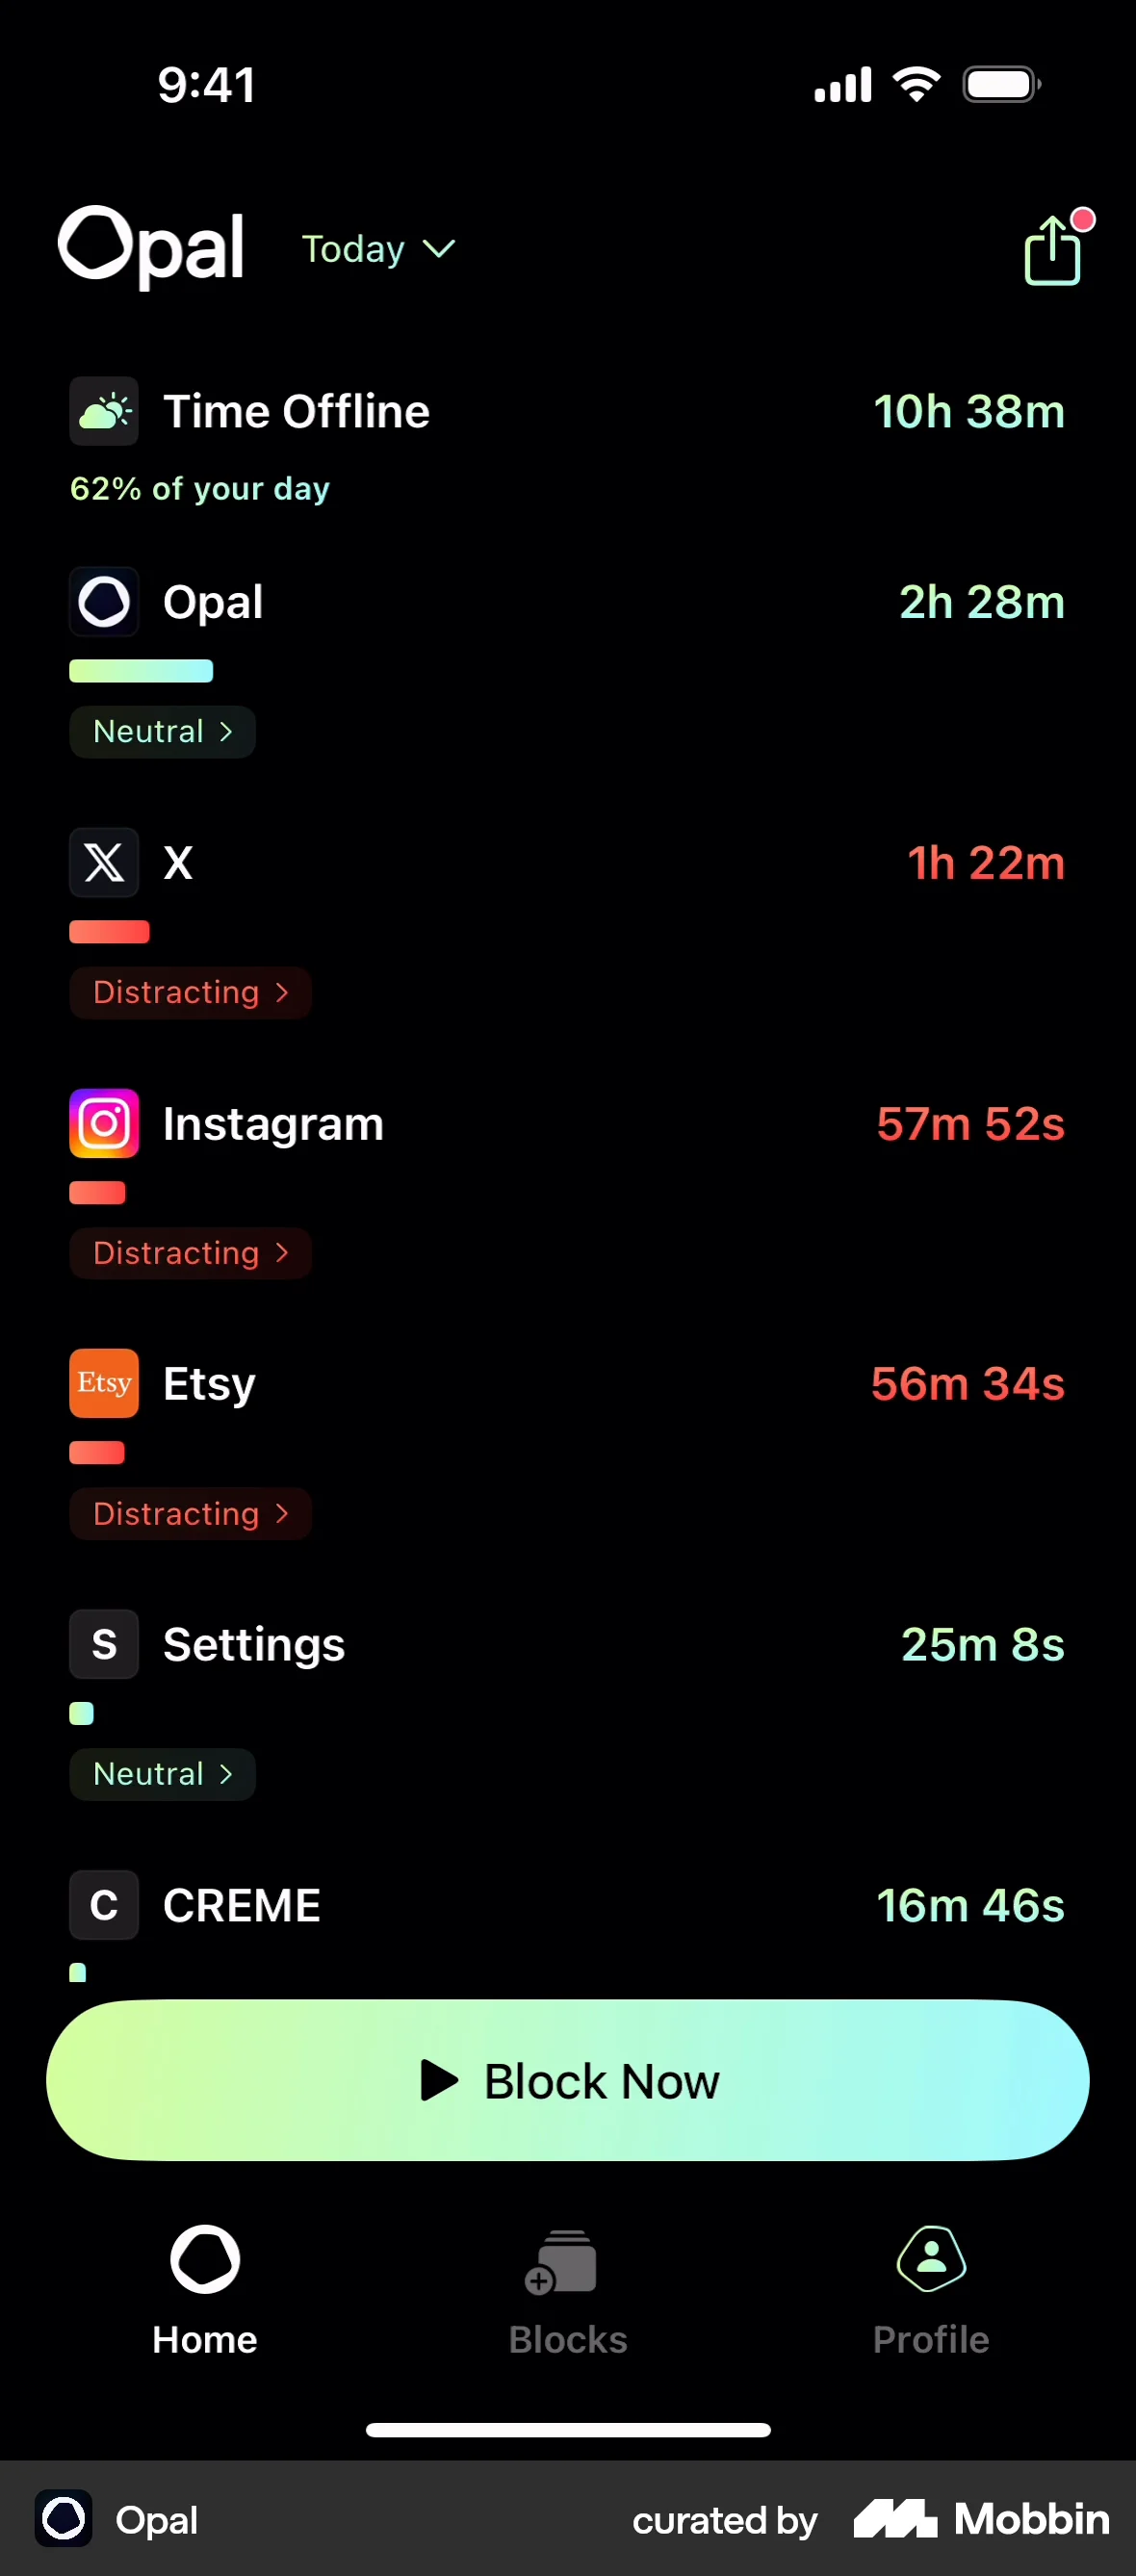 9:41
Opal Today
Time Offline 10h 38m
62% of your day
Opal 2h 28m
Neutral
X 1h 22m
Distracting
Instagram 57m 52s
Distracting
Etsy Etsy 56m 34s
Distracting
S Settings 25m 8s
Neutral
C CREME 16m 46s
Block Now
Home Blocks Profile
Opal curated by Mobbin